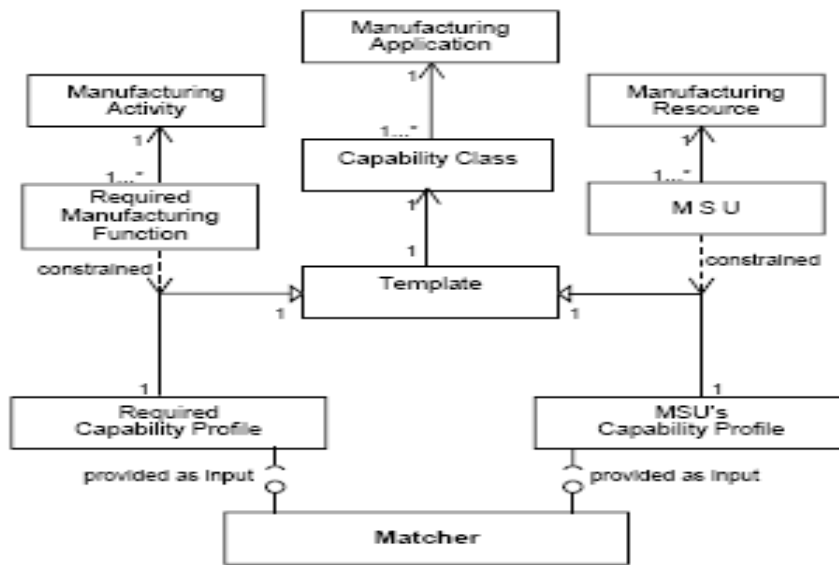 Manufacturing
Application
1
Manufacturing
Activity
Manufacturing
Resource
1
1...*
1
Capability Class
1...*
1...*
Required
Manufacturing
Function
1
M S U
constrained
1
constrained
Template
1
1
1
1
Required
Capability Profile
MSU's
Capability Profile
provided as input
provided as input
Matcher